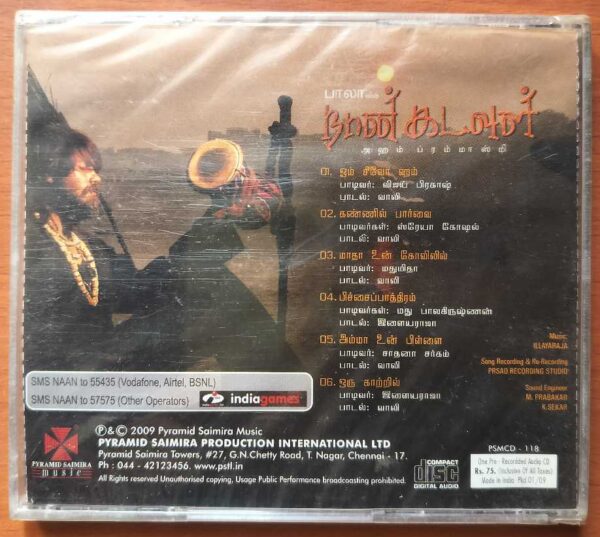 பாலாவின்
நான் கடவுள்
அஹம் ப்ரம்மாஸ்மி
01. ஓம் சிவோ ஹம்
பாடியவர்: விஜய் பிரகாஷ்
பாடல்: வாலி
02. கண்ணில் பார்வை
பாடியவர்கள்: ஸ்ரேயா கோஷல்
பாடல்: வாலி
03. மாதா உன் கோவிலில்
பாடியவர்: மதுமிதா
பாடல்: வாலி
04. பிச்சைப்பாத்திரம்
பாடியவர்கள்: மது பாலகிருஷ்ணன்
பாடல்: இளையராஜா
05. அம்மா உன் பிள்ளை
பாடியவர்: சாதனா சர்கம்
பாடல்: வாலி
06. ஒரு காற்றில்
பாடியவர்: இளையராஜா
பாடல்: வாலி
Music:
ILLAYARAJA
Song Recording & Re-Recording
PRSAD RECORDING STUDIO
Sound Engineer
M. PRABAKAR
K.SEKAR
SMS NAAN to 55435 (Vodafone, Airtel, BSNL)
SMS NAAN to 57575 (Other Operators)
indiagames
PYRAMID SAIMIRA
music
℗&© 2009 Pyramid Saimira Music
PYRAMID SAIMIRA PRODUCTION INTERNATIONAL LTD
Pyramid Saimira Towers, #27, G.N.Chetty Road, T. Nagar, Chennai - 17.
Ph : 044 - 42123456. www.pstl.in
All Rights Reserved Unauthorised copying, Usage Public Performance broadcasting prohibited.
COMPACT
disc
DIGITAL AUDIO
PSMCD - 118
One Pre - Recorded Audio CD
Rs. 75. (Inclusive Of All Taxes)
Made in India Pkd 01/09